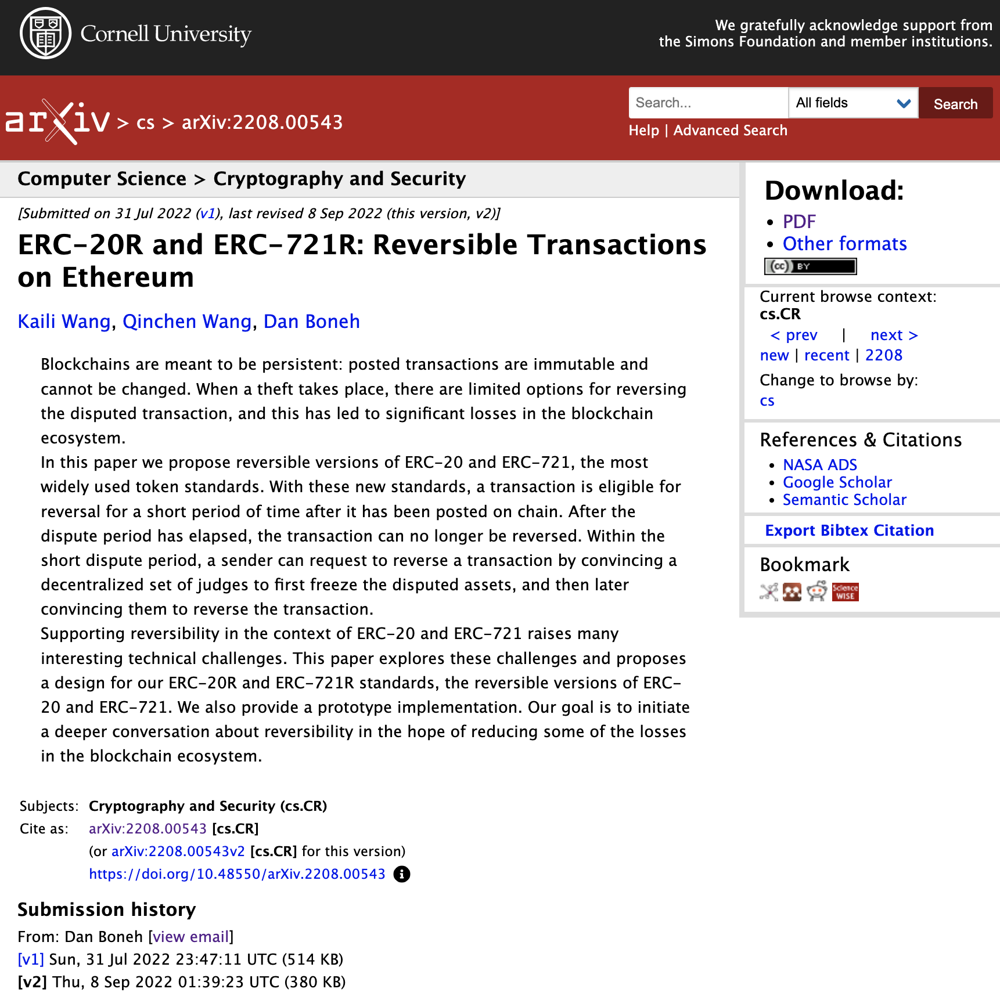 Cornell University
We gratefully acknowledge support from
the Simons Foundation and member institutions.
arXiv > cs > arXiv:2208.00543
Search...
All fields
Search
Help | Advanced Search
Computer Science > Cryptography and Security
[Submitted on 31 Jul 2022 (v1), last revised 8 Sep 2022 (this version, v2)]
ERC-20R and ERC-721R: Reversible Transactions
on Ethereum
Kaili Wang, Qinchen Wang, Dan Boneh
Blockchains are meant to be persistent: posted transactions are immutable and
cannot be changed. When a theft takes place, there are limited options for reversing
the disputed transaction, and this has led to significant losses in the blockchain
ecosystem.
In this paper we propose reversible versions of ERC-20 and ERC-721, the most
widely used token standards. With these new standards, a transaction is eligible for
reversal for a short period of time after it has been posted on chain. After the
dispute period has elapsed, the transaction can no longer be reversed. Within the
short dispute period, a sender can request to reverse a transaction by convincing a
decentralized set of judges to first freeze the disputed assets, and then later
convincing them to reverse the transaction.
Supporting reversibility in the context of ERC-20 and ERC-721 raises many
interesting technical challenges. This paper explores these challenges and proposes
a design for our ERC-20R and ERC-721R standards, the reversible versions of ERC-
20 and ERC-721. We also provide a prototype implementation. Our goal is to initiate
a deeper conversation about reversibility in the hope of reducing some of the losses
in the blockchain ecosystem.
Subjects: Cryptography and Security (cs.CR)
Cite as: arXiv:2208.00543 [cs.CR]
(or arXiv:2208.00543v2 [cs.CR] for this version)
https://doi.org/10.48550/arXiv.2208.00543
Submission history
From: Dan Boneh [view email]
[v1] Sun, 31 Jul 2022 23:47:11 UTC (514 KB)
[v2] Thu, 8 Sep 2022 01:39:23 UTC (380 KB)
Download:
• PDF
• Other formats
(cc) BY
Current browse context:
cs.CR
< prev | next >
new | recent | 2208
Change to browse by:
cs
References & Citations
• NASA ADS
• Google Scholar
• Semantic Scholar
Export Bibtex Citation
Bookmark
Science
WISE